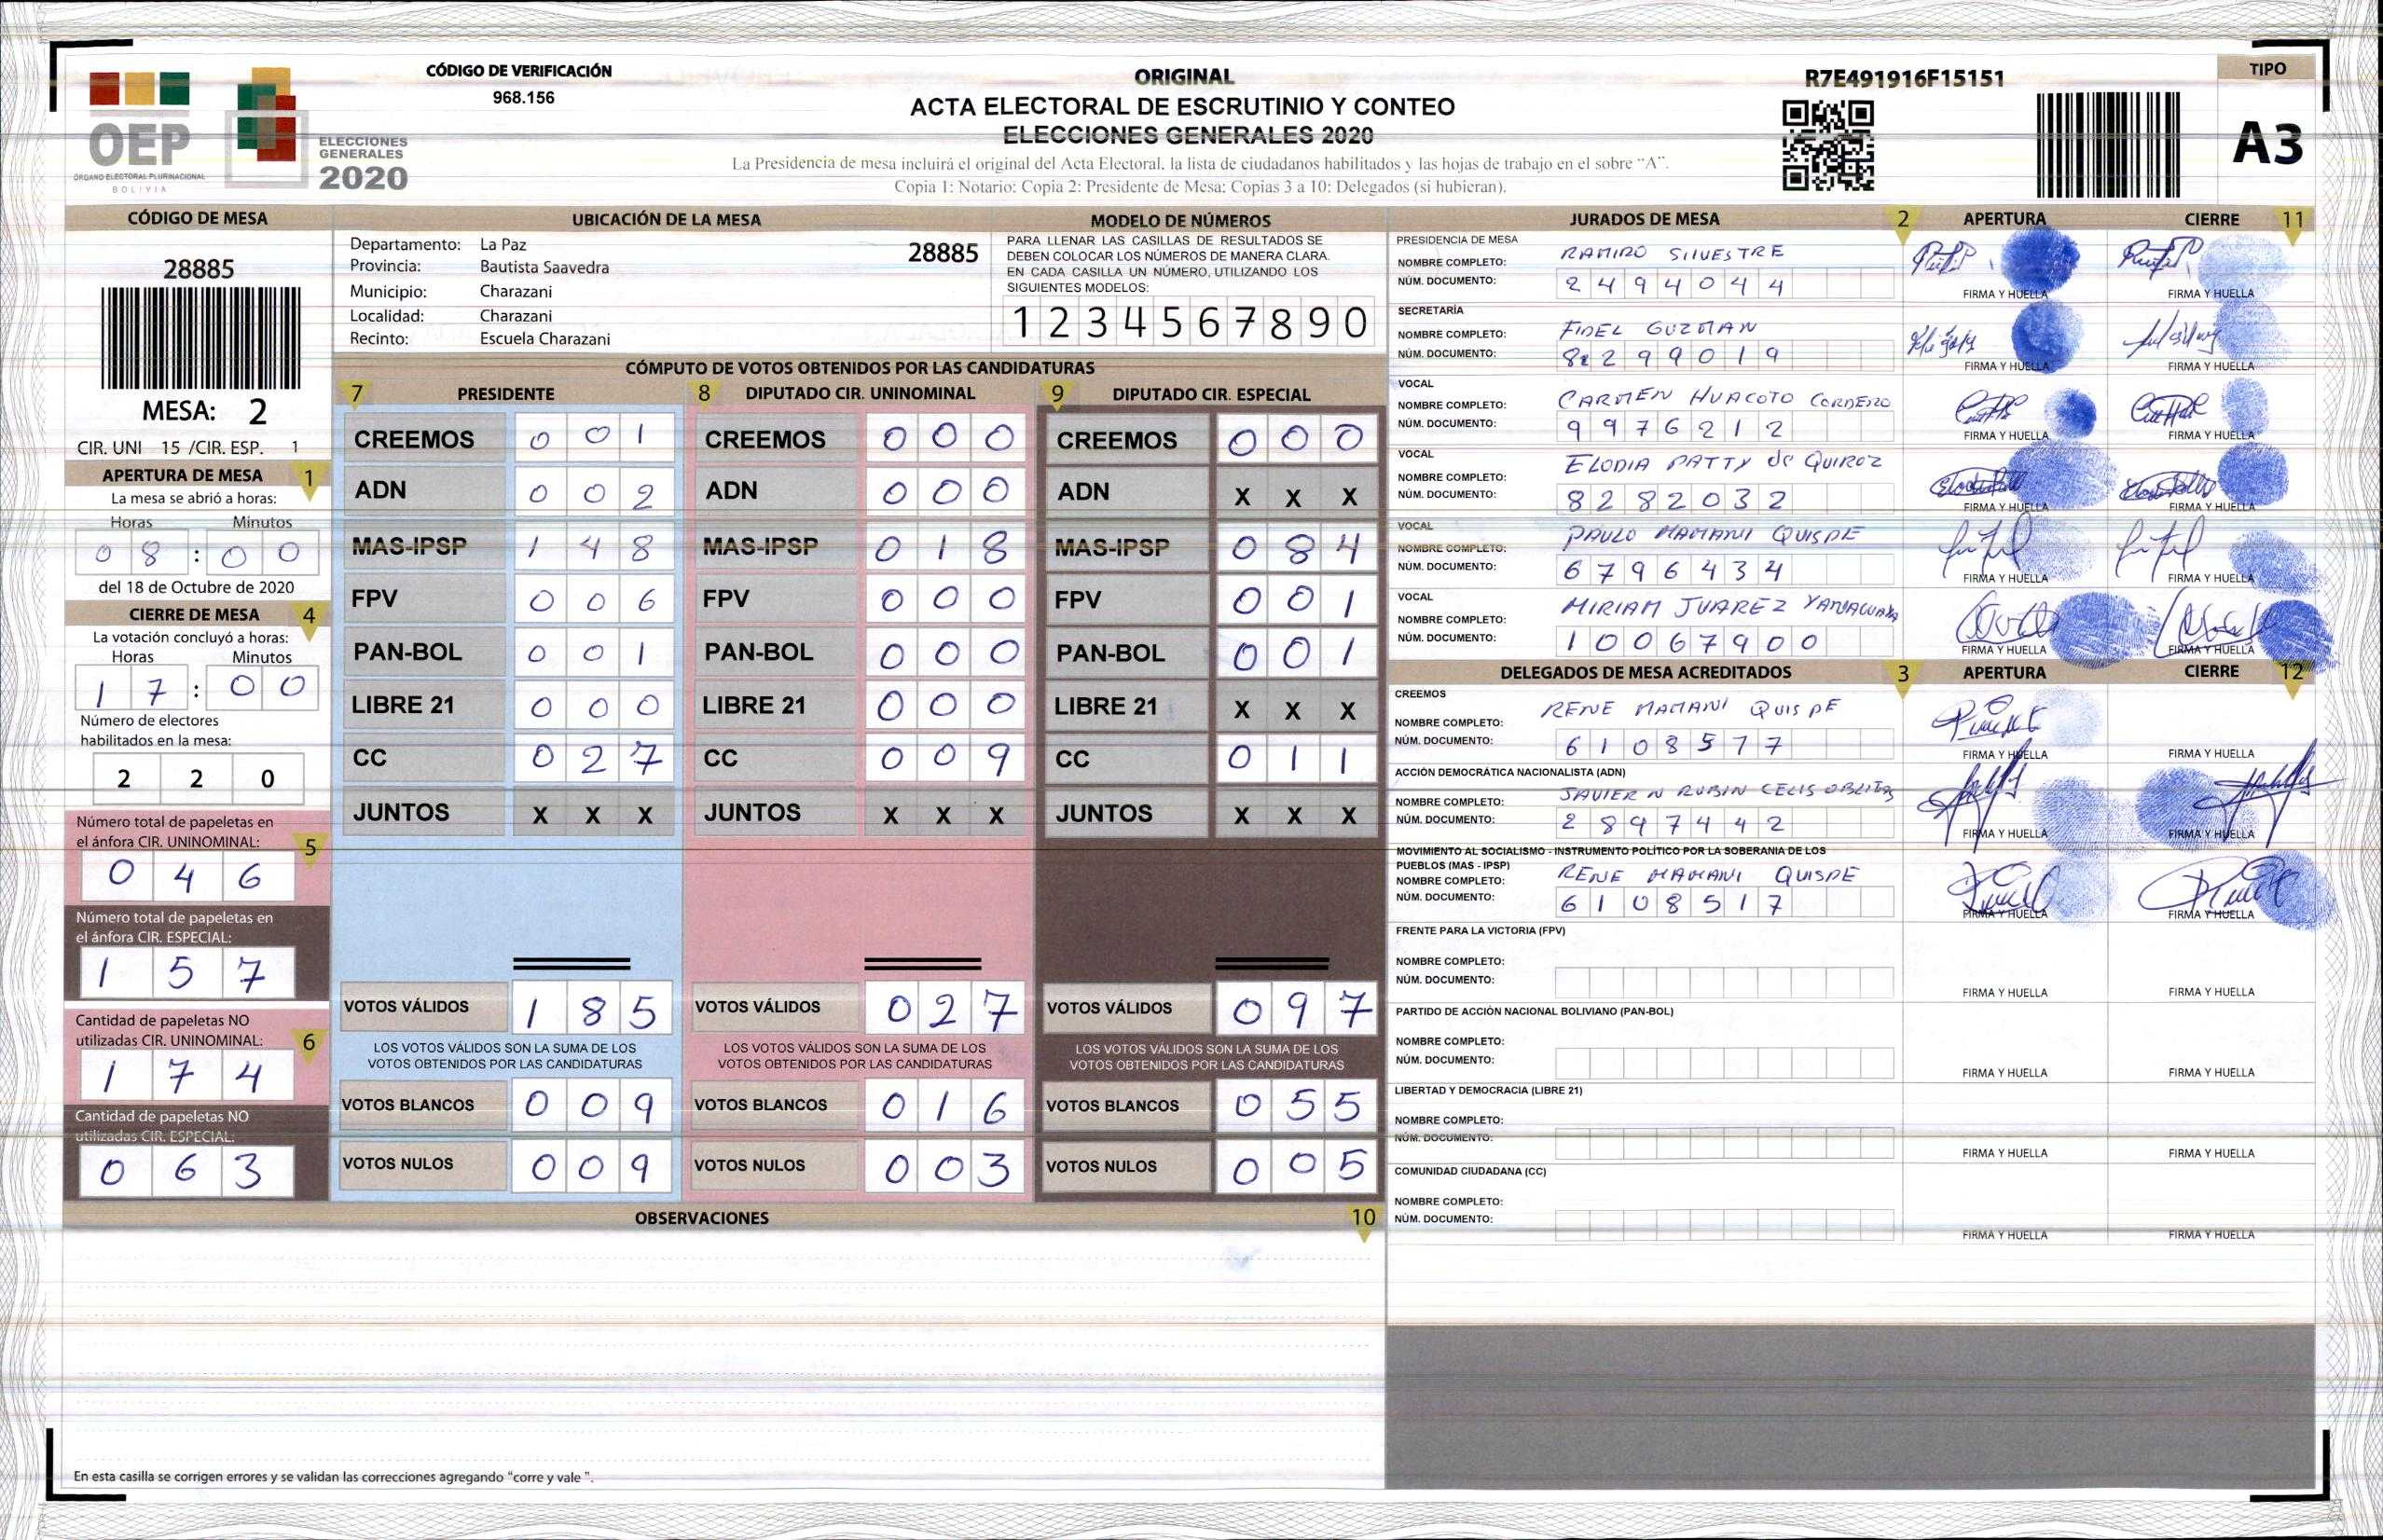 CÓDIGO DE VERIFICACIÓN
968.156
ORIGINAL
ACTA ELECTORAL DE ESCRUTINIO Y CONTEO
ELECCIONES GENERALES 2020
La Presidencia de mesa incluirá el original del Acta Electoral, la lista de ciudadanos habilitados y las hojas de trabajo en el sobre "A".
Copia 1: Notario; Copia 2: Presidente de Mesa; Copias 3 a 10: Delegados (si hubieran).
R7E491916F15151
TIPO
A3
OEP
ÓRGANO ELECTORAL PLURINACIONAL
BOLIVIA
ELECCIONES
GENERALES
2020
CÓDIGO DE MESA
28885
MESA: 2
CIR. UNI 15 /CIR. ESP. 1
APERTURA DE MESA 1
La mesa se abrió a horas:
Horas Minutos
0 8 : 0 0
del 18 de Octubre de 2020
CIERRE DE MESA 4
La votación concluyó a horas:
Horas Minutos
1 7 : 0 0
Número de electores
habilitados en la mesa:
2 2 0
Número total de papeletas en
el ánfora CIR. UNINOMINAL: 5
0 4 6
Número total de papeletas en
el ánfora CIR. ESPECIAL:
1 5 7
Cantidad de papeletas NO
utilizadas CIR. UNINOMINAL: 6
1 7 4
Cantidad de papeletas NO
utilizadas CIR. ESPECIAL:
0 6 3
UBICACIÓN DE LA MESA
Departamento: La Paz 28885
Provincia: Bautista Saavedra
Municipio: Charazani
Localidad: Charazani
Recinto: Escuela Charazani
MODELO DE NÚMEROS
PARA LLENAR LAS CASILLAS DE RESULTADOS SE
DEBEN COLOCAR LOS NÚMEROS DE MANERA CLARA.
EN CADA CASILLA UN NÚMERO, UTILIZANDO LOS
SIGUIENTES MODELOS:
1 2 3 4 5 6 7 8 9 0
CÓMPUTO DE VOTOS OBTENIDOS POR LAS CANDIDATURAS
7 PRESIDENTE 8 DIPUTADO CIR. UNINOMINAL 9 DIPUTADO CIR. ESPECIAL
CREEMOS 0 0 1 CREEMOS 0 0 0 CREEMOS 0 0 0
ADN 0 0 2 ADN 0 0 0 ADN X X X
MAS-IPSP 1 4 8 MAS-IPSP 0 1 8 MAS-IPSP 0 8 4
FPV 0 0 6 FPV 0 0 0 FPV 0 0 1
PAN-BOL 0 0 1 PAN-BOL 0 0 0 PAN-BOL 0 0 1
LIBRE 21 0 0 0 LIBRE 21 0 0 0 LIBRE 21 X X X
CC 0 2 7 CC 0 0 9 CC 0 1 1
JUNTOS X X X JUNTOS X X X JUNTOS X X X
VOTOS VÁLIDOS 1 8 5 VOTOS VÁLIDOS 0 2 7 VOTOS VÁLIDOS 0 9 7
LOS VOTOS VÁLIDOS SON LA SUMA DE LOS LOS VOTOS VÁLIDOS SON LA SUMA DE LOS LOS VOTOS VÁLIDOS SON LA SUMA DE LOS
VOTOS OBTENIDOS POR LAS CANDIDATURAS VOTOS OBTENIDOS POR LAS CANDIDATURAS VOTOS OBTENIDOS POR LAS CANDIDATURAS
VOTOS BLANCOS 0 0 9 VOTOS BLANCOS 0 1 6 VOTOS BLANCOS 0 5 5
VOTOS NULOS 0 0 9 VOTOS NULOS 0 0 3 VOTOS NULOS 0 0 5
OBSERVACIONES 10
En esta casilla se corrigen errores y se validan las correcciones agregando "corre y vale ".
JURADOS DE MESA 2 APERTURA CIERRE 11
PRESIDENCIA DE MESA
NOMBRE COMPLETO: RAMIRO SILVESTRE
NÚM. DOCUMENTO: 2 4 9 4 0 4 4
FIRMA Y HUELLA FIRMA Y HUELLA
SECRETARÍA
NOMBRE COMPLETO: FIDEL GUZMAN
NÚM. DOCUMENTO: 8 2 9 9 0 1 9
FIRMA Y HUELLA FIRMA Y HUELLA
VOCAL
NOMBRE COMPLETO: CARMEN HUACOTO CORDERO
NÚM. DOCUMENTO: 9 9 7 6 2 1 2
FIRMA Y HUELLA FIRMA Y HUELLA
VOCAL
NOMBRE COMPLETO: ELODIA PATTY de QUIROZ
NÚM. DOCUMENTO: 8 2 8 2 0 3 2
FIRMA Y HUELLA FIRMA Y HUELLA
VOCAL
NOMBRE COMPLETO: PAULO MAMANI QUISPE
NÚM. DOCUMENTO: 6 7 9 6 4 3 4
FIRMA Y HUELLA FIRMA Y HUELLA
VOCAL
NOMBRE COMPLETO: MIRIAM JUAREZ
NÚM. DOCUMENTO: 1 0 0 6 7 9 0 0
FIRMA Y HUELLA FIRMA Y HUELLA
DELEGADOS DE MESA ACREDITADOS 3 APERTURA CIERRE 12
CREEMOS
NOMBRE COMPLETO: RENE MAMANI QUISPE
NÚM. DOCUMENTO: 6 1 0 8 5 7 7
FIRMA Y HUELLA FIRMA Y HUELLA
ACCIÓN DEMOCRÁTICA NACIONALISTA (ADN)
NOMBRE COMPLETO: JAVIER N RUBIN CELIS OBLITAS
NÚM. DOCUMENTO: 2 8 9 7 4 4 2
FIRMA Y HUELLA FIRMA Y HUELLA
MOVIMIENTO AL SOCIALISMO - INSTRUMENTO POLÍTICO POR LA SOBERANIA DE LOS
PUEBLOS (MAS - IPSP)
NOMBRE COMPLETO: RENE MAMANI QUISPE
NÚM. DOCUMENTO: 6 1 0 8 5 1 7
FIRMA Y HUELLA FIRMA Y HUELLA
FRENTE PARA LA VICTORIA (FPV)
NOMBRE COMPLETO:
NÚM. DOCUMENTO:
FIRMA Y HUELLA FIRMA Y HUELLA
PARTIDO DE ACCIÓN NACIONAL BOLIVIANO (PAN-BOL)
NOMBRE COMPLETO:
NÚM. DOCUMENTO:
FIRMA Y HUELLA FIRMA Y HUELLA
LIBERTAD Y DEMOCRACIA (LIBRE 21)
NOMBRE COMPLETO:
NÚM. DOCUMENTO:
FIRMA Y HUELLA FIRMA Y HUELLA
COMUNIDAD CIUDADANA (CC)
NOMBRE COMPLETO:
NÚM. DOCUMENTO:
FIRMA Y HUELLA FIRMA Y HUELLA